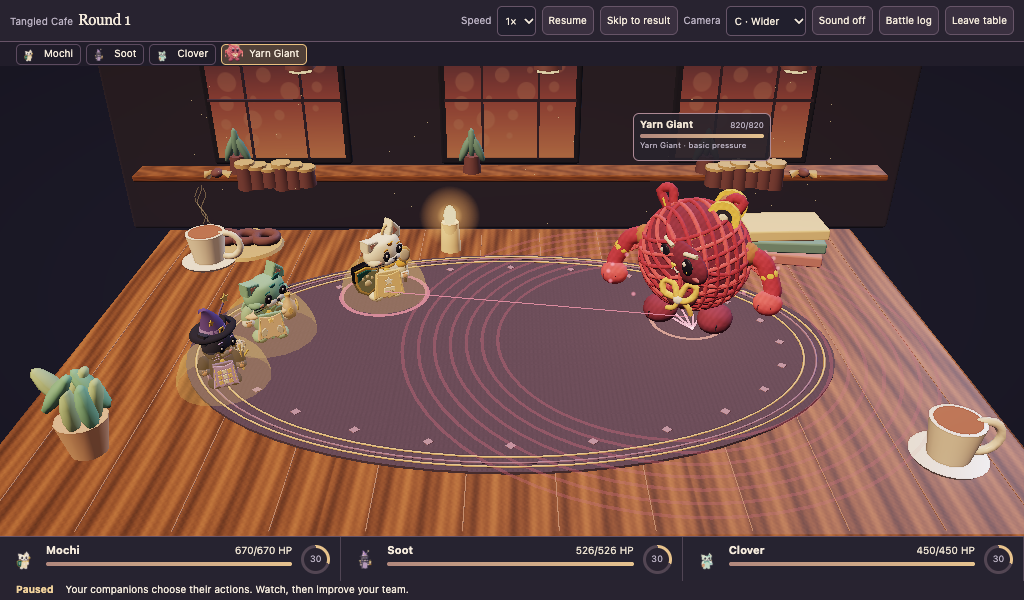 Tangled Cafe Round 1
Speed 1x Resume Skip to result Camera C · Wider Sound off Battle log Leave table
Mochi Soot Clover Yarn Giant
Yarn Giant 820/820
Yarn Giant · basic pressure
Mochi 670/670 HP 30
Soot 526/526 HP 30
Clover 450/450 HP 30
Paused Your companions choose their actions. Watch, then improve your team.